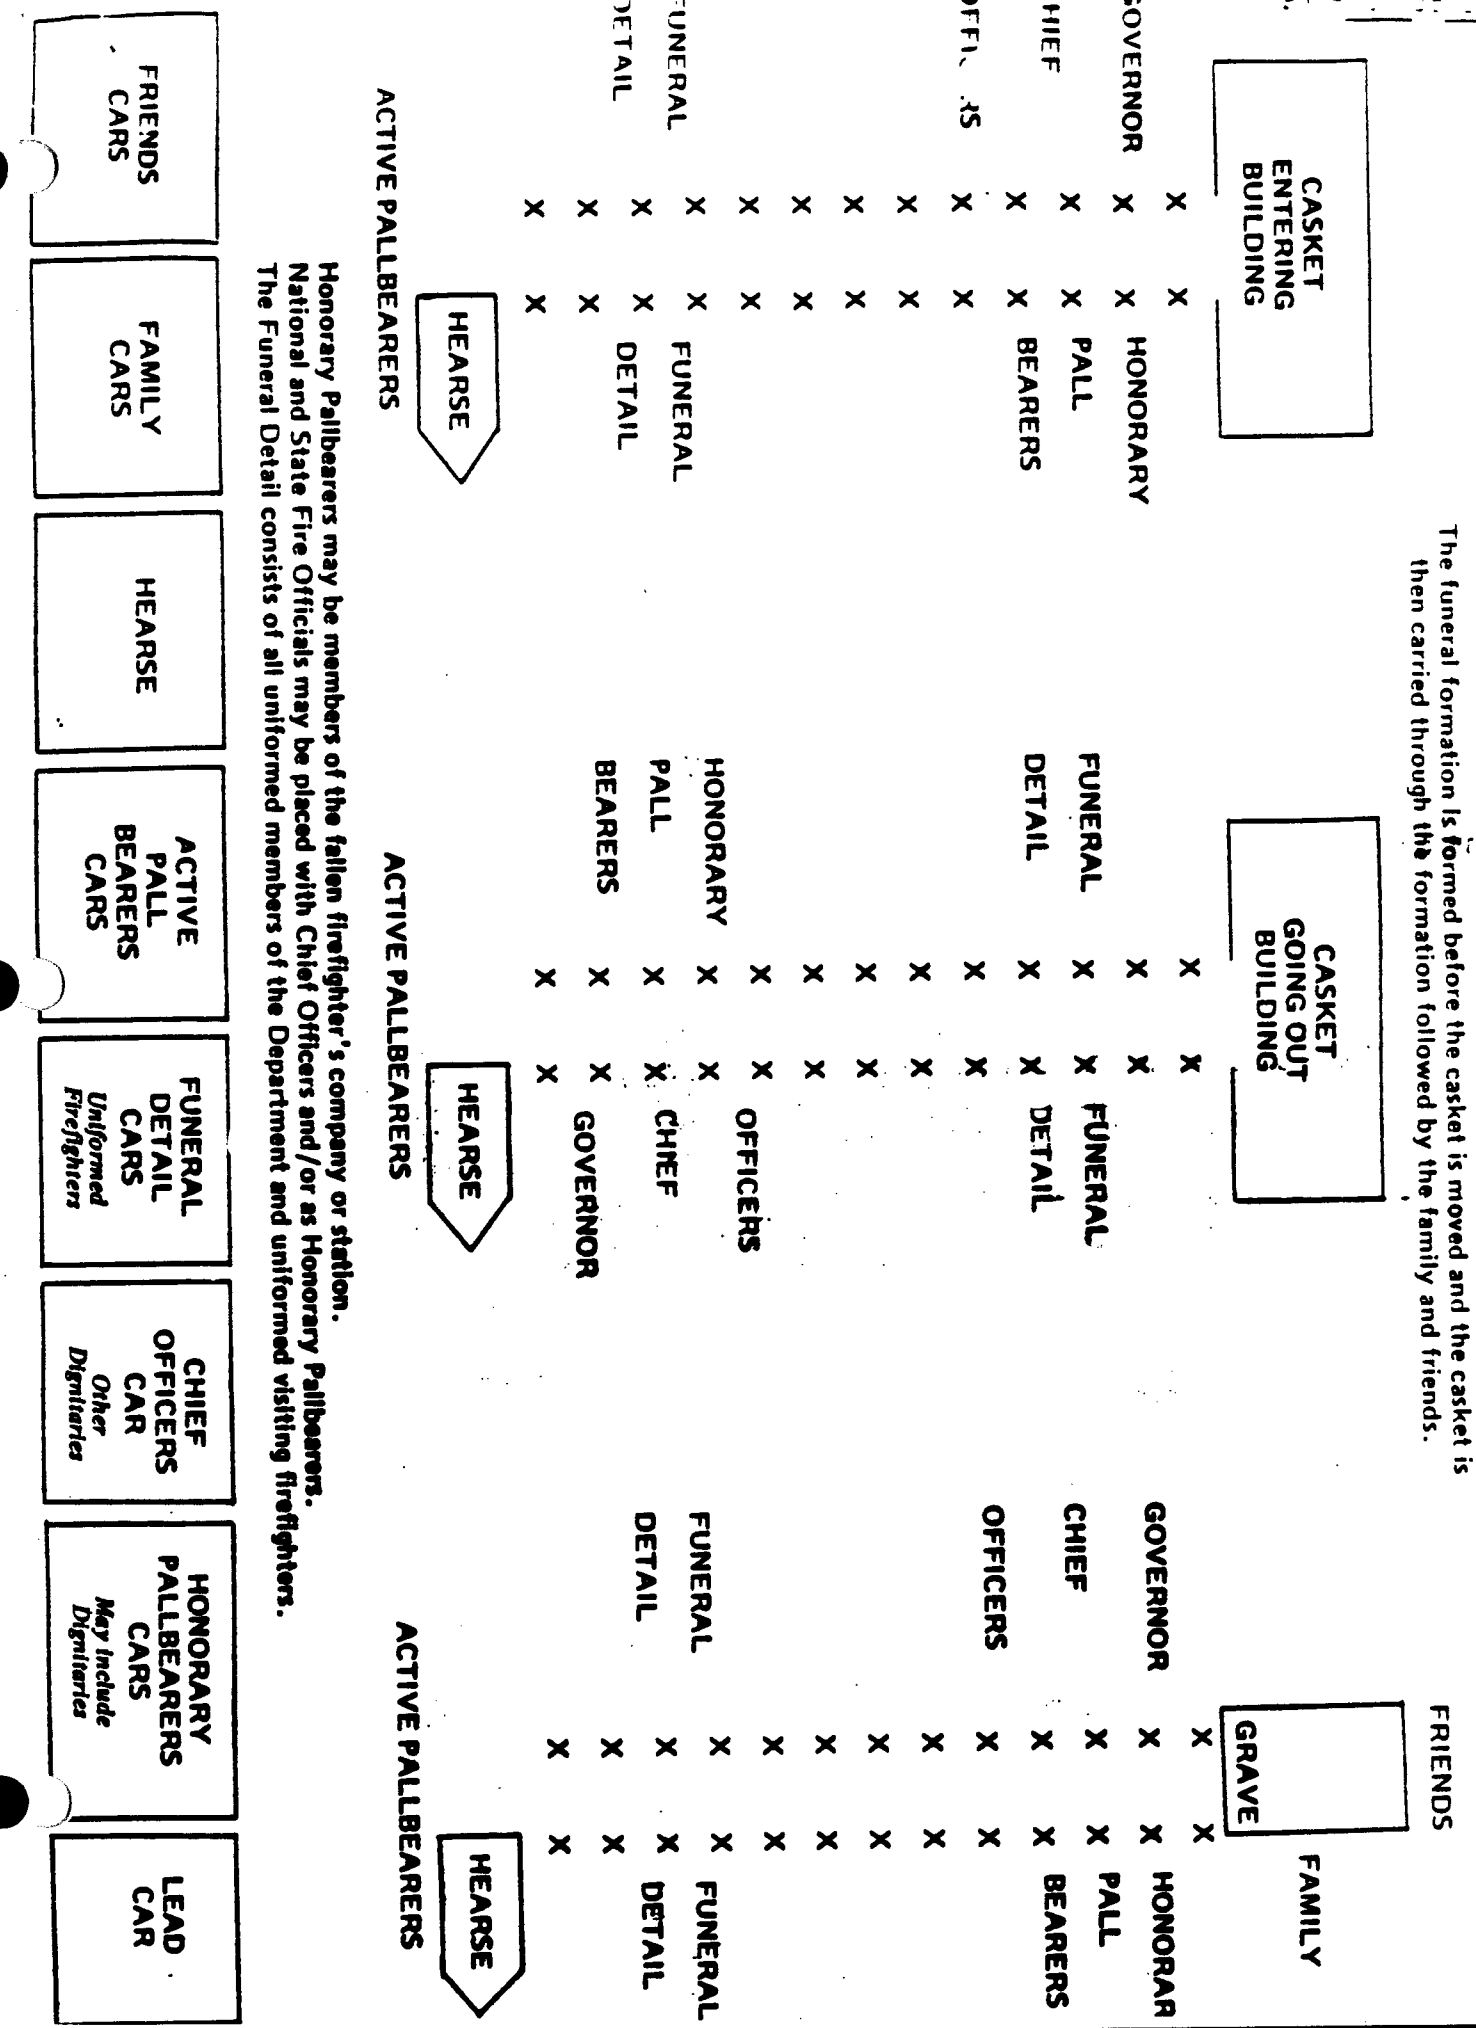 The funeral formation is formed before the casket is moved and the casket is
then carried through the formation followed by the family and friends.
CASKET
ENTERING
BUILDING
X X
GOVERNOR X X HONORARY
HIEF X X PALL
X X BEARERS
OFFI RS X X
X X
X X
X X
X X
FUNERAL X X FUNERAL
DETAIL X X DETAIL
X X
X X
HEARSE
ACTIVE PALLBEARERS
CASKET
GOING OUT
BUILDING
X X
X X
FUNERAL X X FUNERAL
DETAIL X X DETAIL
X X
X X
X X
X X
X X OFFICERS
HONORARY X X
PALL X X CHIEF
BEARERS X X GOVERNOR
X X
HEARSE
ACTIVE PALLBEARERS
FRIENDS
FAMILY
GRAVE
X X
GOVERNOR X X HONORAR
CHIEF X X PALL
X X BEARERS
OFFICERS X X
X X
X X
X X
X X
FUNERAL X X FUNERAL
DETAIL X X DETAIL
X X
X X
HEARSE
ACTIVE PALLBEARERS
Honorary Pallbearers may be members of the fallen firefighter's company or station.
National and State Fire Officials may be placed with Chief Officers and/or as Honorary Pallbearers.
The Funeral Detail consists of all uniformed members of the Department and uniformed visiting firefighters.
FRIENDS
CARS
FAMILY
CARS
HEARSE
ACTIVE
PALL
BEARERS
CARS
FUNERAL
DETAIL
CARS
Uniformed
Firefighters
CHIEF
OFFICERS
CAR
Other
Dignitaries
HONORARY
PALLBEARERS
CARS
May include
Dignitaries
LEAD
CAR